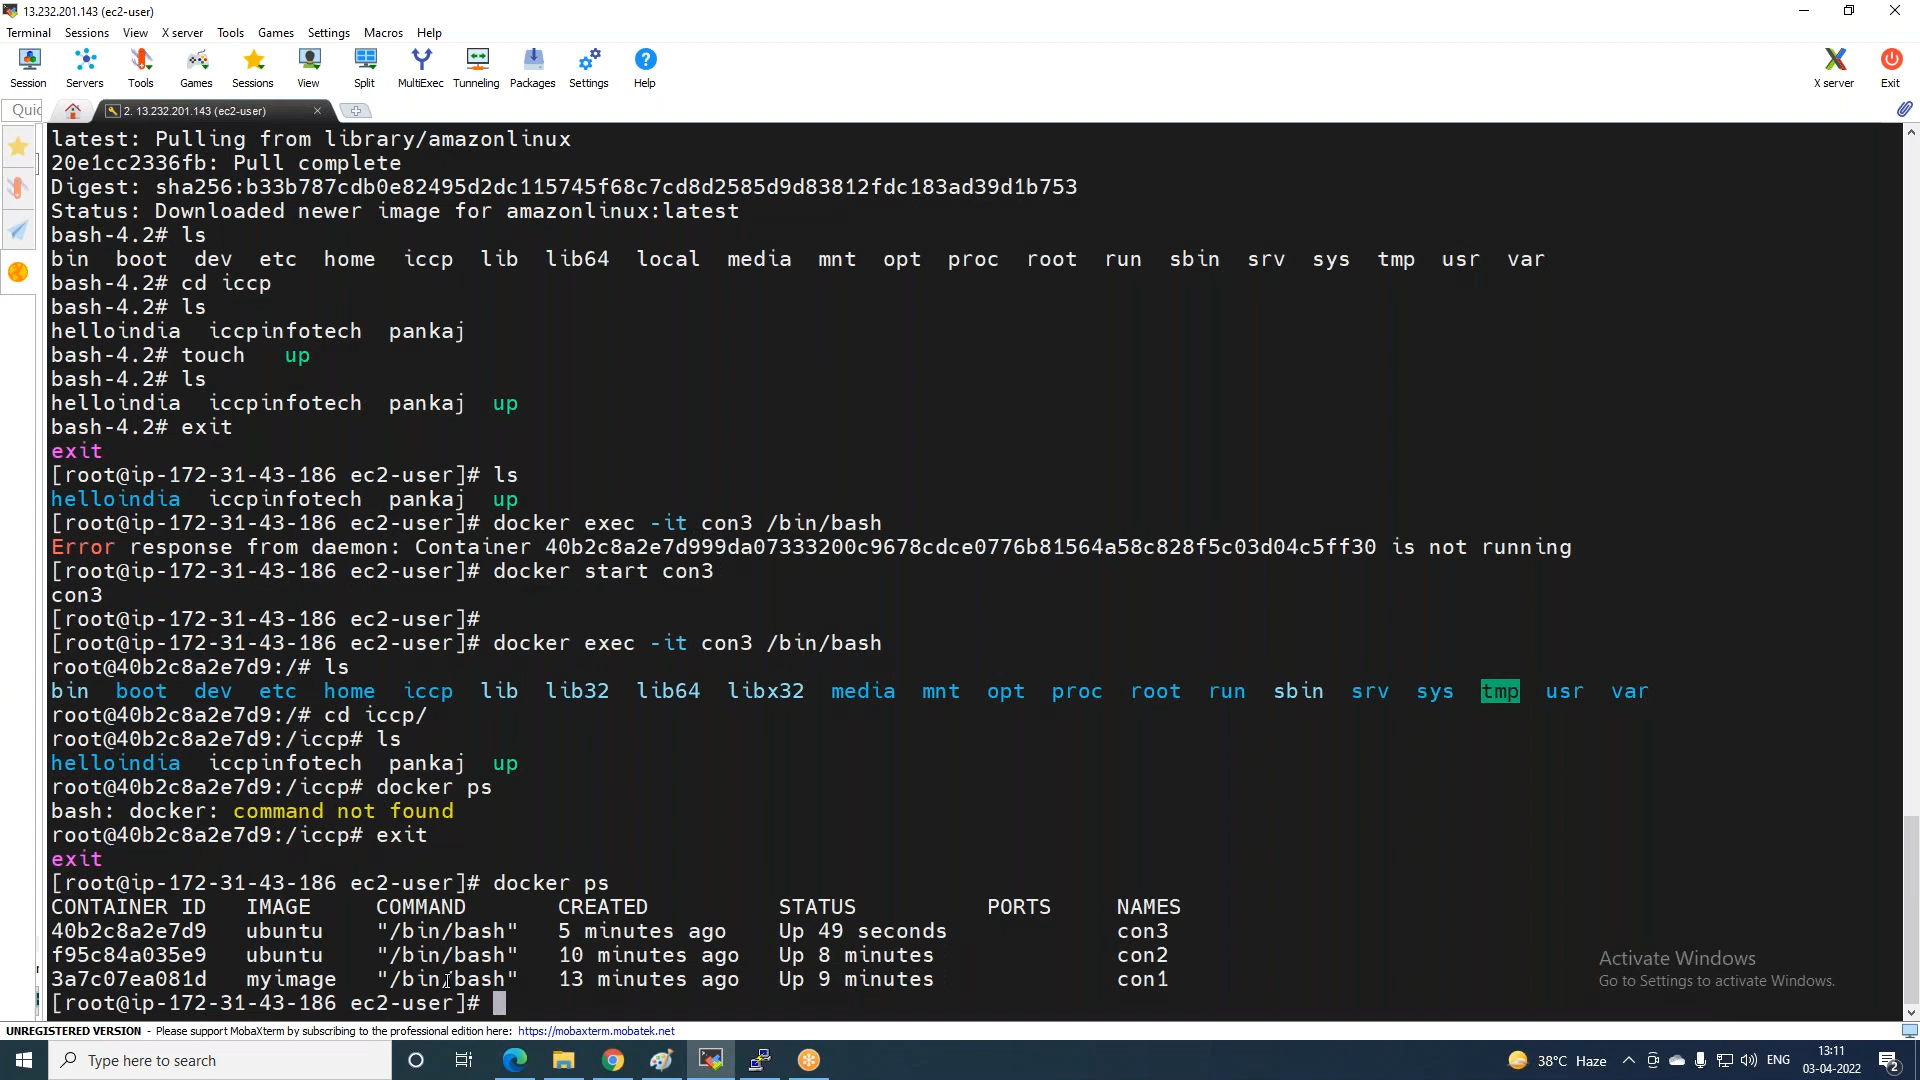 13.232.201.143 (ec2-user)
Terminal Sessions View X server Tools Games Settings Macros Help
Session Servers Tools Games Sessions View Split MultiExec Tunneling Packages Settings Help X server Exit
Quic 2. 13.232.201.143 (ec2-user)
latest: Pulling from library/amazonlinux
20e1cc2336fb: Pull complete
Digest: sha256:b33b787cdb0e82495d2dc115745f68c7cd8d2585d9d83812fdc183ad39d1b753
Status: Downloaded newer image for amazonlinux:latest
bash-4.2# ls
bin boot dev etc home iccp lib lib64 local media mnt opt proc root run sbin srv sys tmp usr var
bash-4.2# cd iccp
bash-4.2# ls
helloindia iccpinfotech pankaj
bash-4.2# touch up
bash-4.2# ls
helloindia iccpinfotech pankaj up
bash-4.2# exit
exit
[root@ip-172-31-43-186 ec2-user]# ls
helloindia iccpinfotech pankaj up
[root@ip-172-31-43-186 ec2-user]# docker exec -it con3 /bin/bash
Error response from daemon: Container 40b2c8a2e7d999da07333200c9678cdce0776b81564a58c828f5c03d04c5ff30 is not running
[root@ip-172-31-43-186 ec2-user]# docker start con3
con3
[root@ip-172-31-43-186 ec2-user]#
[root@ip-172-31-43-186 ec2-user]# docker exec -it con3 /bin/bash
root@40b2c8a2e7d9:/# ls
bin boot dev etc home iccp lib lib32 lib64 libx32 media mnt opt proc root run sbin srv sys tmp usr var
root@40b2c8a2e7d9:/# cd iccp/
root@40b2c8a2e7d9:/iccp# ls
helloindia iccpinfotech pankaj up
root@40b2c8a2e7d9:/iccp# docker ps
bash: docker: command not found
root@40b2c8a2e7d9:/iccp# exit
exit
[root@ip-172-31-43-186 ec2-user]# docker ps
CONTAINER ID IMAGE COMMAND CREATED STATUS PORTS NAMES
40b2c8a2e7d9 ubuntu "/bin/bash" 5 minutes ago Up 49 seconds con3
f95c84a035e9 ubuntu "/bin/bash" 10 minutes ago Up 8 minutes con2
3a7c07ea081d myimage "/bin/bash" 13 minutes ago Up 9 minutes con1
[root@ip-172-31-43-186 ec2-user]#
Activate Windows
Go to Settings to activate Windows.
UNREGISTERED VERSION - Please support MobaXterm by subscribing to the professional edition here: https://mobaxterm.mobatek.net
Type here to search
38°C Haze
ENG
13:11
03-04-2022
2